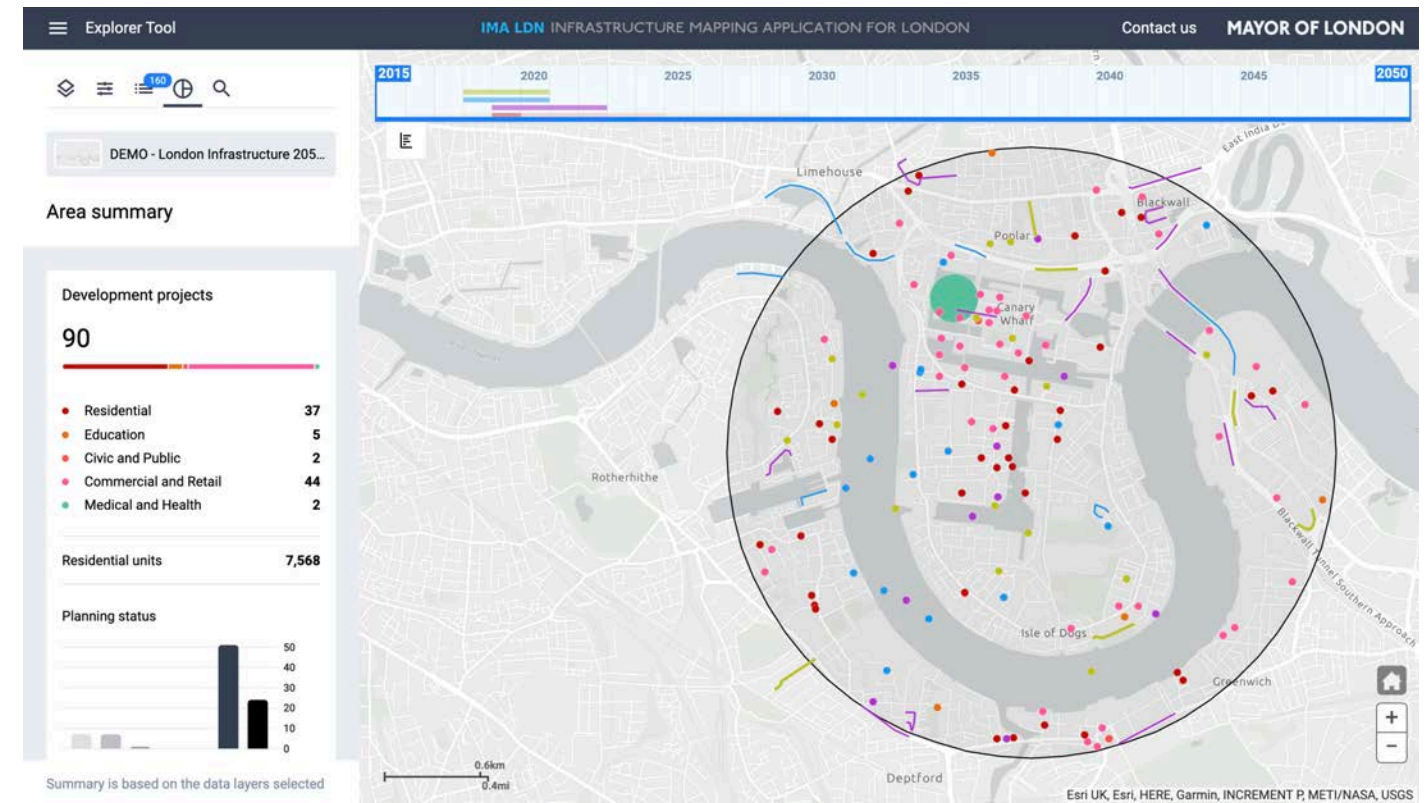 Explorer Tool
IMA LDN INFRASTRUCTURE MAPPING APPLICATION FOR LONDON
Contact us
MAYOR OF LONDON
160
DEMO - London Infrastructure 205...
Area summary
Development projects
90
Residential 37
Education 5
Civic and Public 2
Commercial and Retail 44
Medical and Health 2
Residential units 7,568
Planning status
50
40
30
20
10
0
Summary is based on the data layers selected
2015 2020 2025 2030 2035 2040 2045 2050
Limehouse
East India
Blackwall
Poplar
Canary
Wharf
Rotherhithe
Blackwall Tunnel Southern Approach
Isle of Dogs
Greenwich
Deptford
0.6km
0.4mi
+
−
Esri UK, Esri, HERE, Garmin, INCREMENT P, METI/NASA, USGS